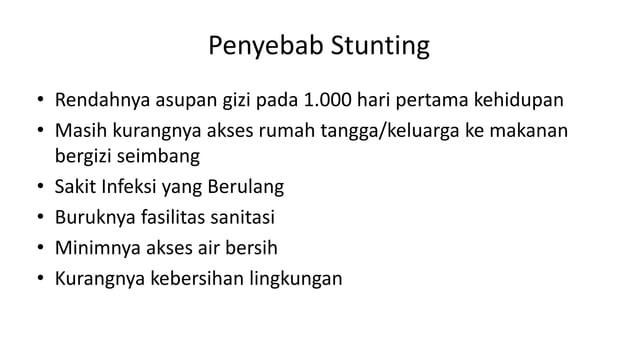 Penyebab Stunting
• Rendahnya asupan gizi pada 1.000 hari pertama kehidupan
• Masih kurangnya akses rumah tangga/keluarga ke makanan
bergizi seimbang
• Sakit Infeksi yang Berulang
• Buruknya fasilitas sanitasi
• Minimnya akses air bersih
• Kurangnya kebersihan lingkungan